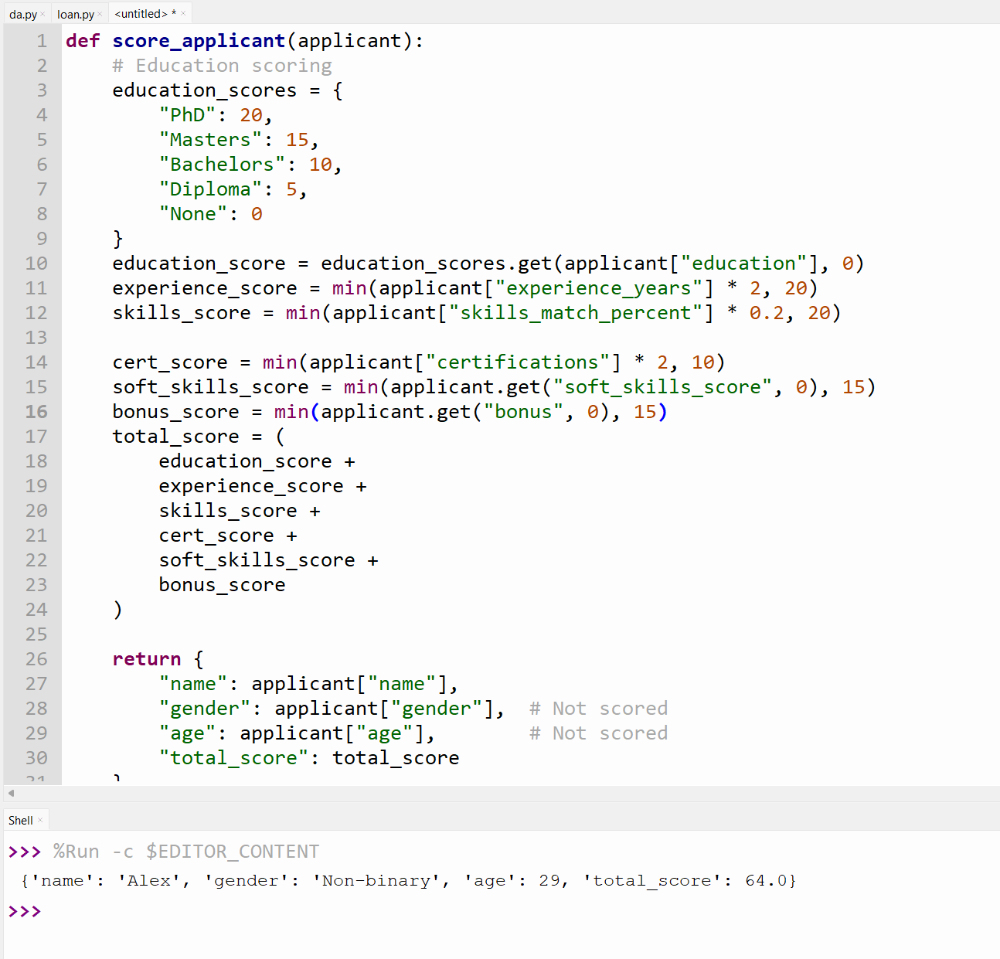 da.py × loan.py × <untitled> * ×
1 def score_applicant(applicant):
2     # Education scoring
3     education_scores = {
4         "PhD": 20,
5         "Masters": 15,
6         "Bachelors": 10,
7         "Diploma": 5,
8         "None": 0
9     }
10     education_score = education_scores.get(applicant["education"], 0)
11     experience_score = min(applicant["experience_years"] * 2, 20)
12     skills_score = min(applicant["skills_match_percent"] * 0.2, 20)
13
14     cert_score = min(applicant["certifications"] * 2, 10)
15     soft_skills_score = min(applicant.get("soft_skills_score", 0), 15)
16     bonus_score = min(applicant.get("bonus", 0), 15)
17     total_score = (
18         education_score +
19         experience_score +
20         skills_score +
21         cert_score +
22         soft_skills_score +
23         bonus_score
24     )
25
26     return {
27         "name": applicant["name"],
28         "gender": applicant["gender"],  # Not scored
29         "age": applicant["age"],        # Not scored
30         "total_score": total_score
31     }
Shell ×
>>> %Run -c $EDITOR_CONTENT
{'name': 'Alex', 'gender': 'Non-binary', 'age': 29, 'total_score': 64.0}
>>>